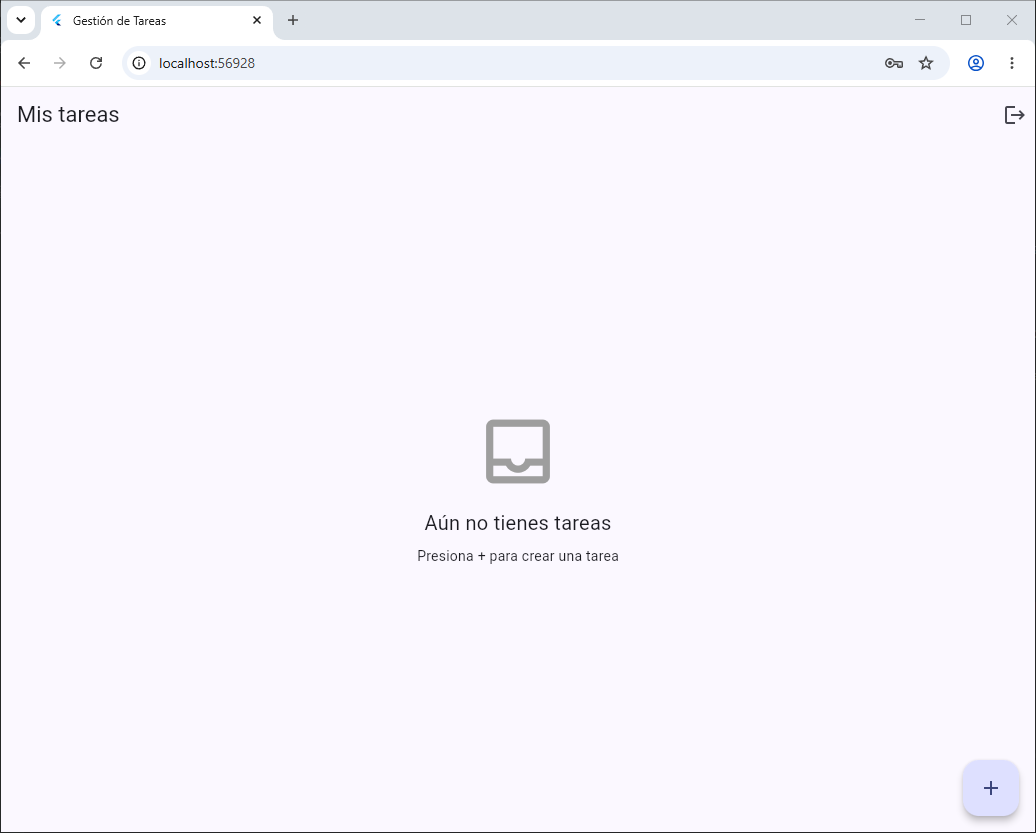 Gestión de Tareas
localhost:56928
Mis tareas
Aún no tienes tareas
Presiona + para crear una tarea